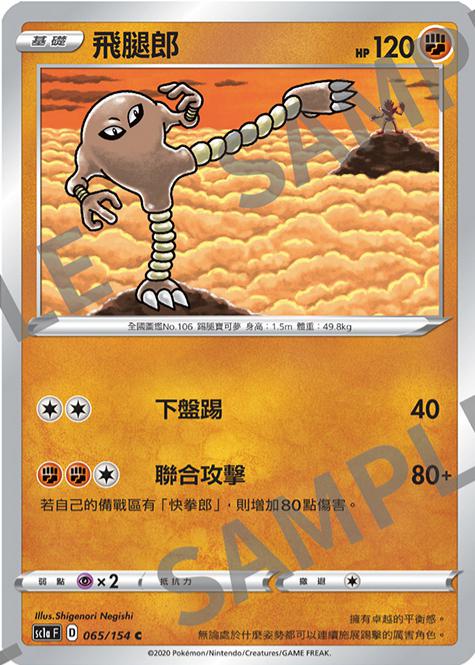 基礎 飛腿郎 HP 120
全國圖鑑No.106 踢腿寶可夢 身高：1.5m 體重：49.8kg
下盤踢 40
聯合攻擊 80+
若自己的備戰區有「快拳郎」，則增加80點傷害。
弱點 ×2 抵抗力 撤退
Illus.Shigenori Negishi
sc1a F D 065/154 C
擁有卓越的平衡感。
無論處於什麼姿勢都可以連續施展踢擊的厲害角色。
©2020 Pokémon/Nintendo/Creatures/GAME FREAK.
SAMPLE
SAMPLE
SAMPLE